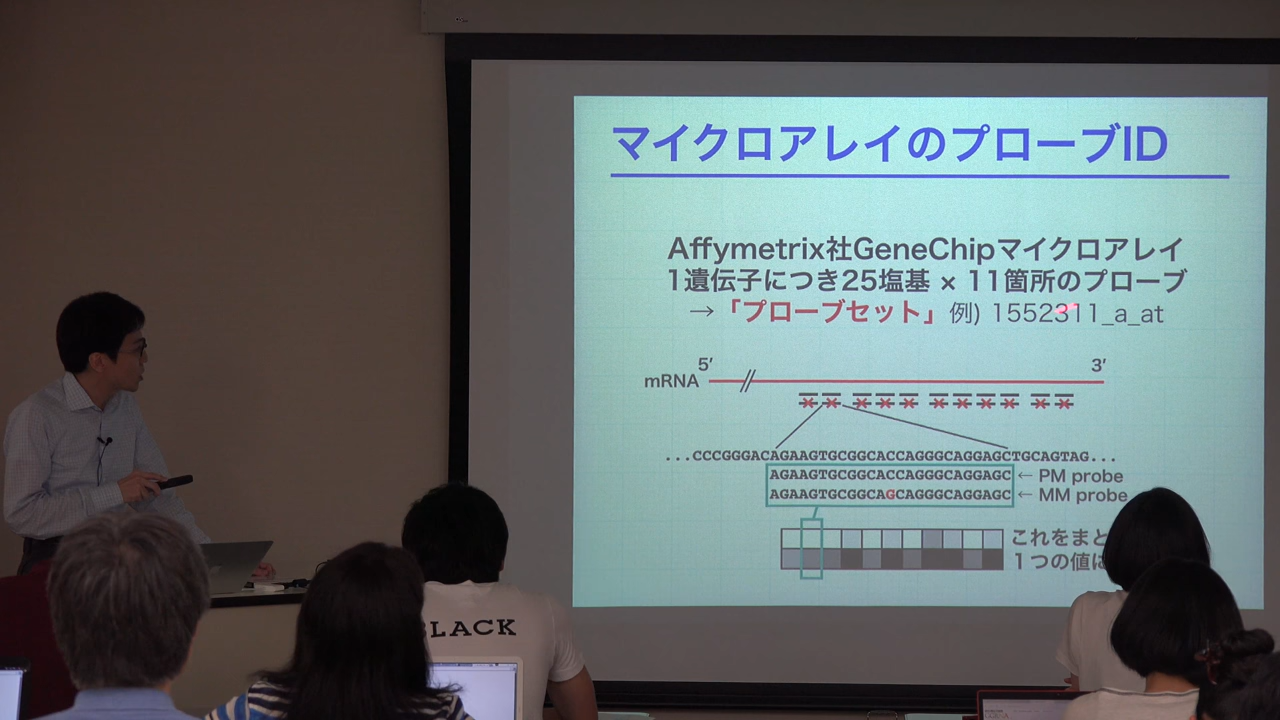 マイクロアレイのプローブID
Affymetrix社GeneChipマイクロアレイ
1遺伝子につき25塩基 × 11箇所のプローブ
→「プローブセット」例) 1552311_a_at
5′
3′
mRNA
...CCCGGGACAGAAGTGCGGCACCAGGGCAGGAGCTGCAGTAG...
AGAAGTGCGGCACCAGGGCAGGAGC ← PM probe
AGAAGTGCGGCAGCAGGGCAGGAGC ← MM probe
これをまと
1つの値に
BLACK